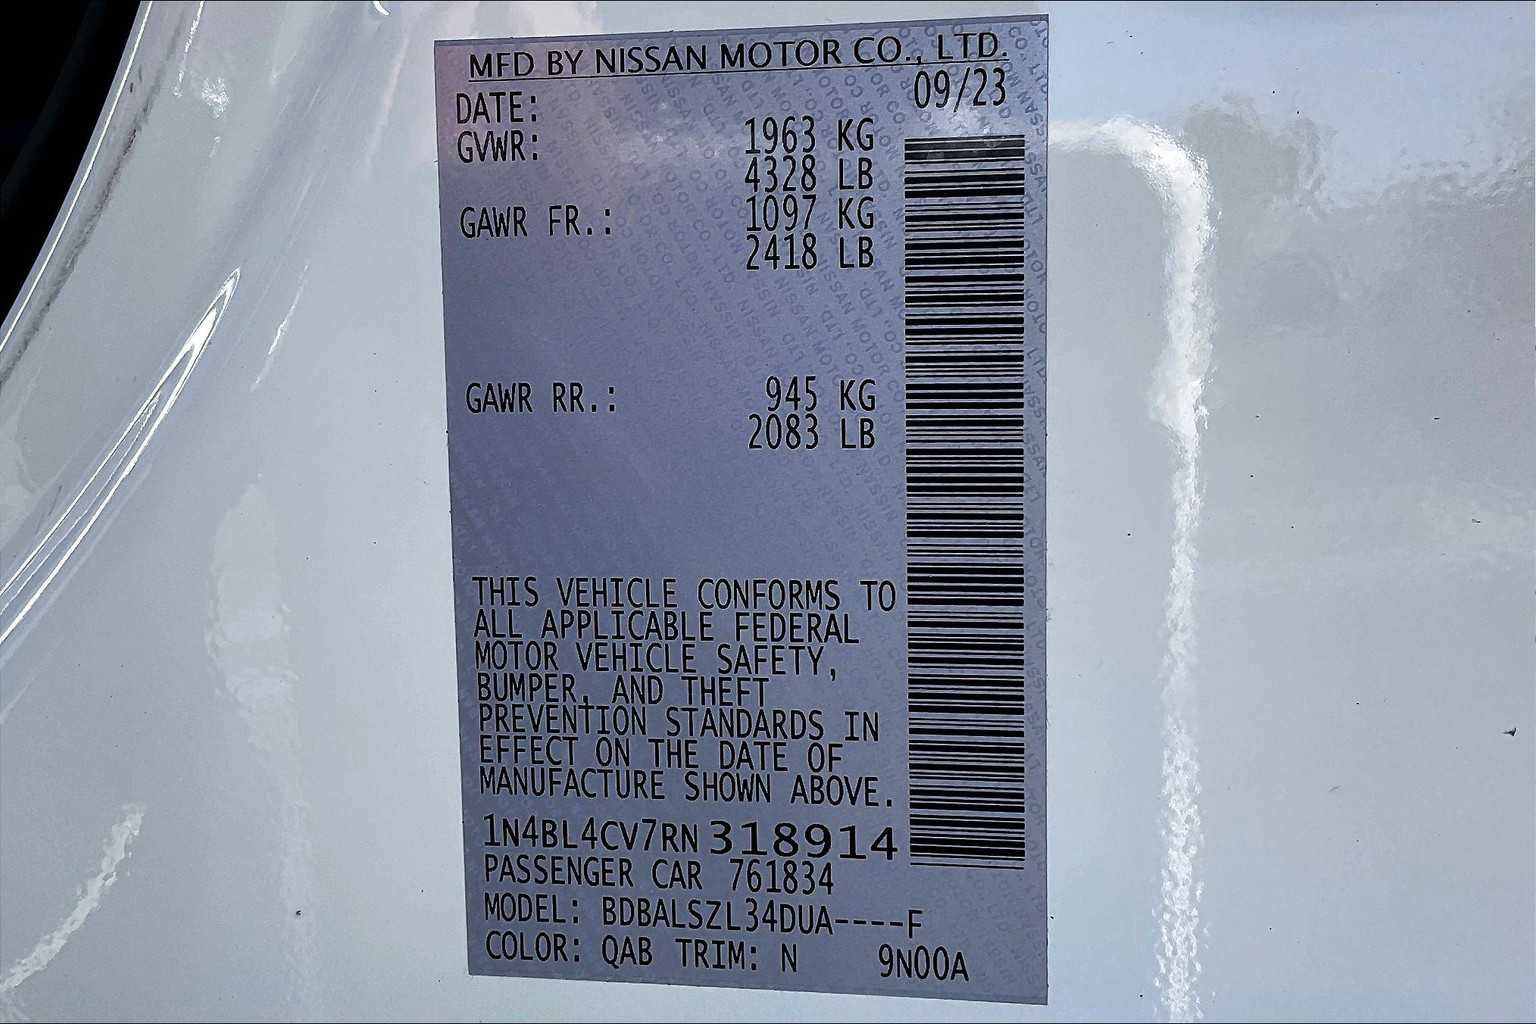 MFD BY NISSAN MOTOR CO., LTD.
DATE: 09/23
GVWR: 1963 KG
4328 LB
GAWR FR.: 1097 KG
2418 LB
GAWR RR.: 945 KG
2083 LB
THIS VEHICLE CONFORMS TO
ALL APPLICABLE FEDERAL
MOTOR VEHICLE SAFETY,
BUMPER, AND THEFT
PREVENTION STANDARDS IN
EFFECT ON THE DATE OF
MANUFACTURE SHOWN ABOVE.
1N4BL4CV7RN318914
PASSENGER CAR 761834
MODEL: BDBALSZL34DUA----F
COLOR: QAB TRIM: N 9N00A